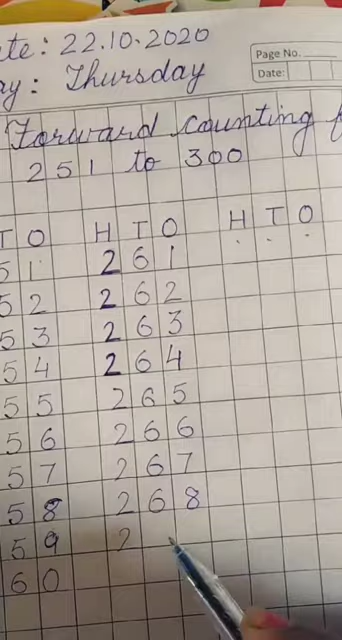 te: 22.10.2020
ay: Thursday
Page No.
Date:
Forward counting f
251 to 300
T O H T O H T O
5 1 2 6 1
5 2 2 6 2
5 3 2 6 3
5 4 2 6 4
5 5 2 6 5
5 6 2 6 6
5 7 2 6 7
5 8 2 6 8
5 9 2
6 0